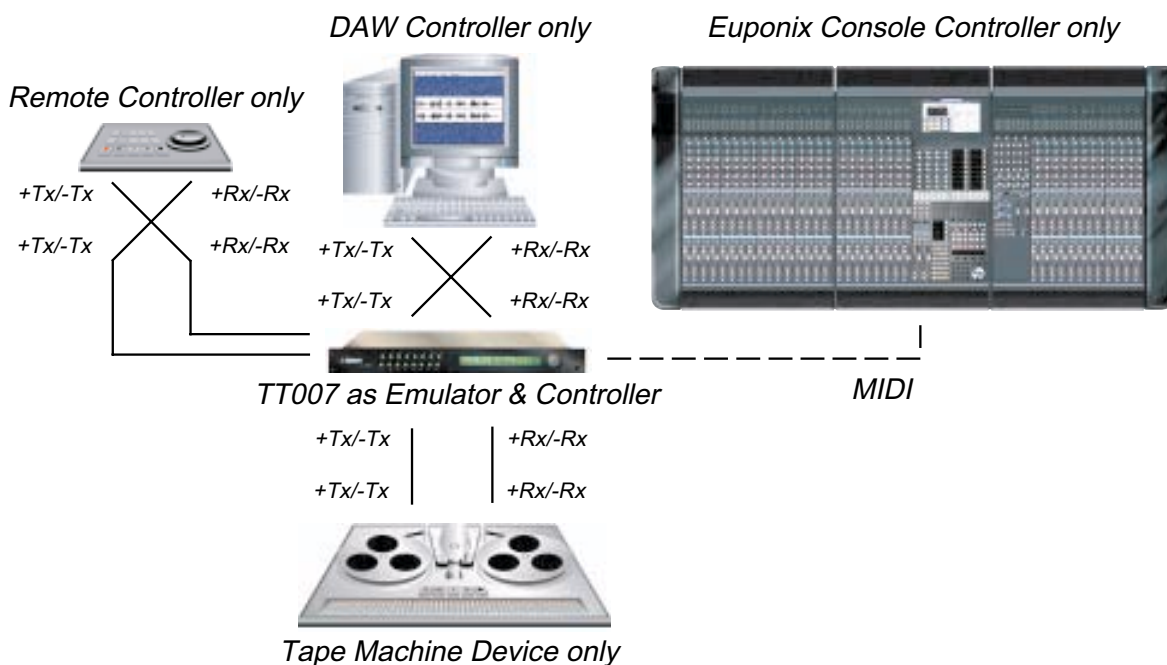 DAW Controller only
Euponix Console Controller only
Remote Controller only
+Tx/-Tx
+Rx/-Rx
+Tx/-Tx
+Rx/-Rx
+Tx/-Tx
+Rx/-Rx
+Tx/-Tx
+Rx/-Rx
TT007 as Emulator & Controller
MIDI
+Tx/-Tx
+Rx/-Rx
+Tx/-Tx
+Rx/-Rx
Tape Machine Device only